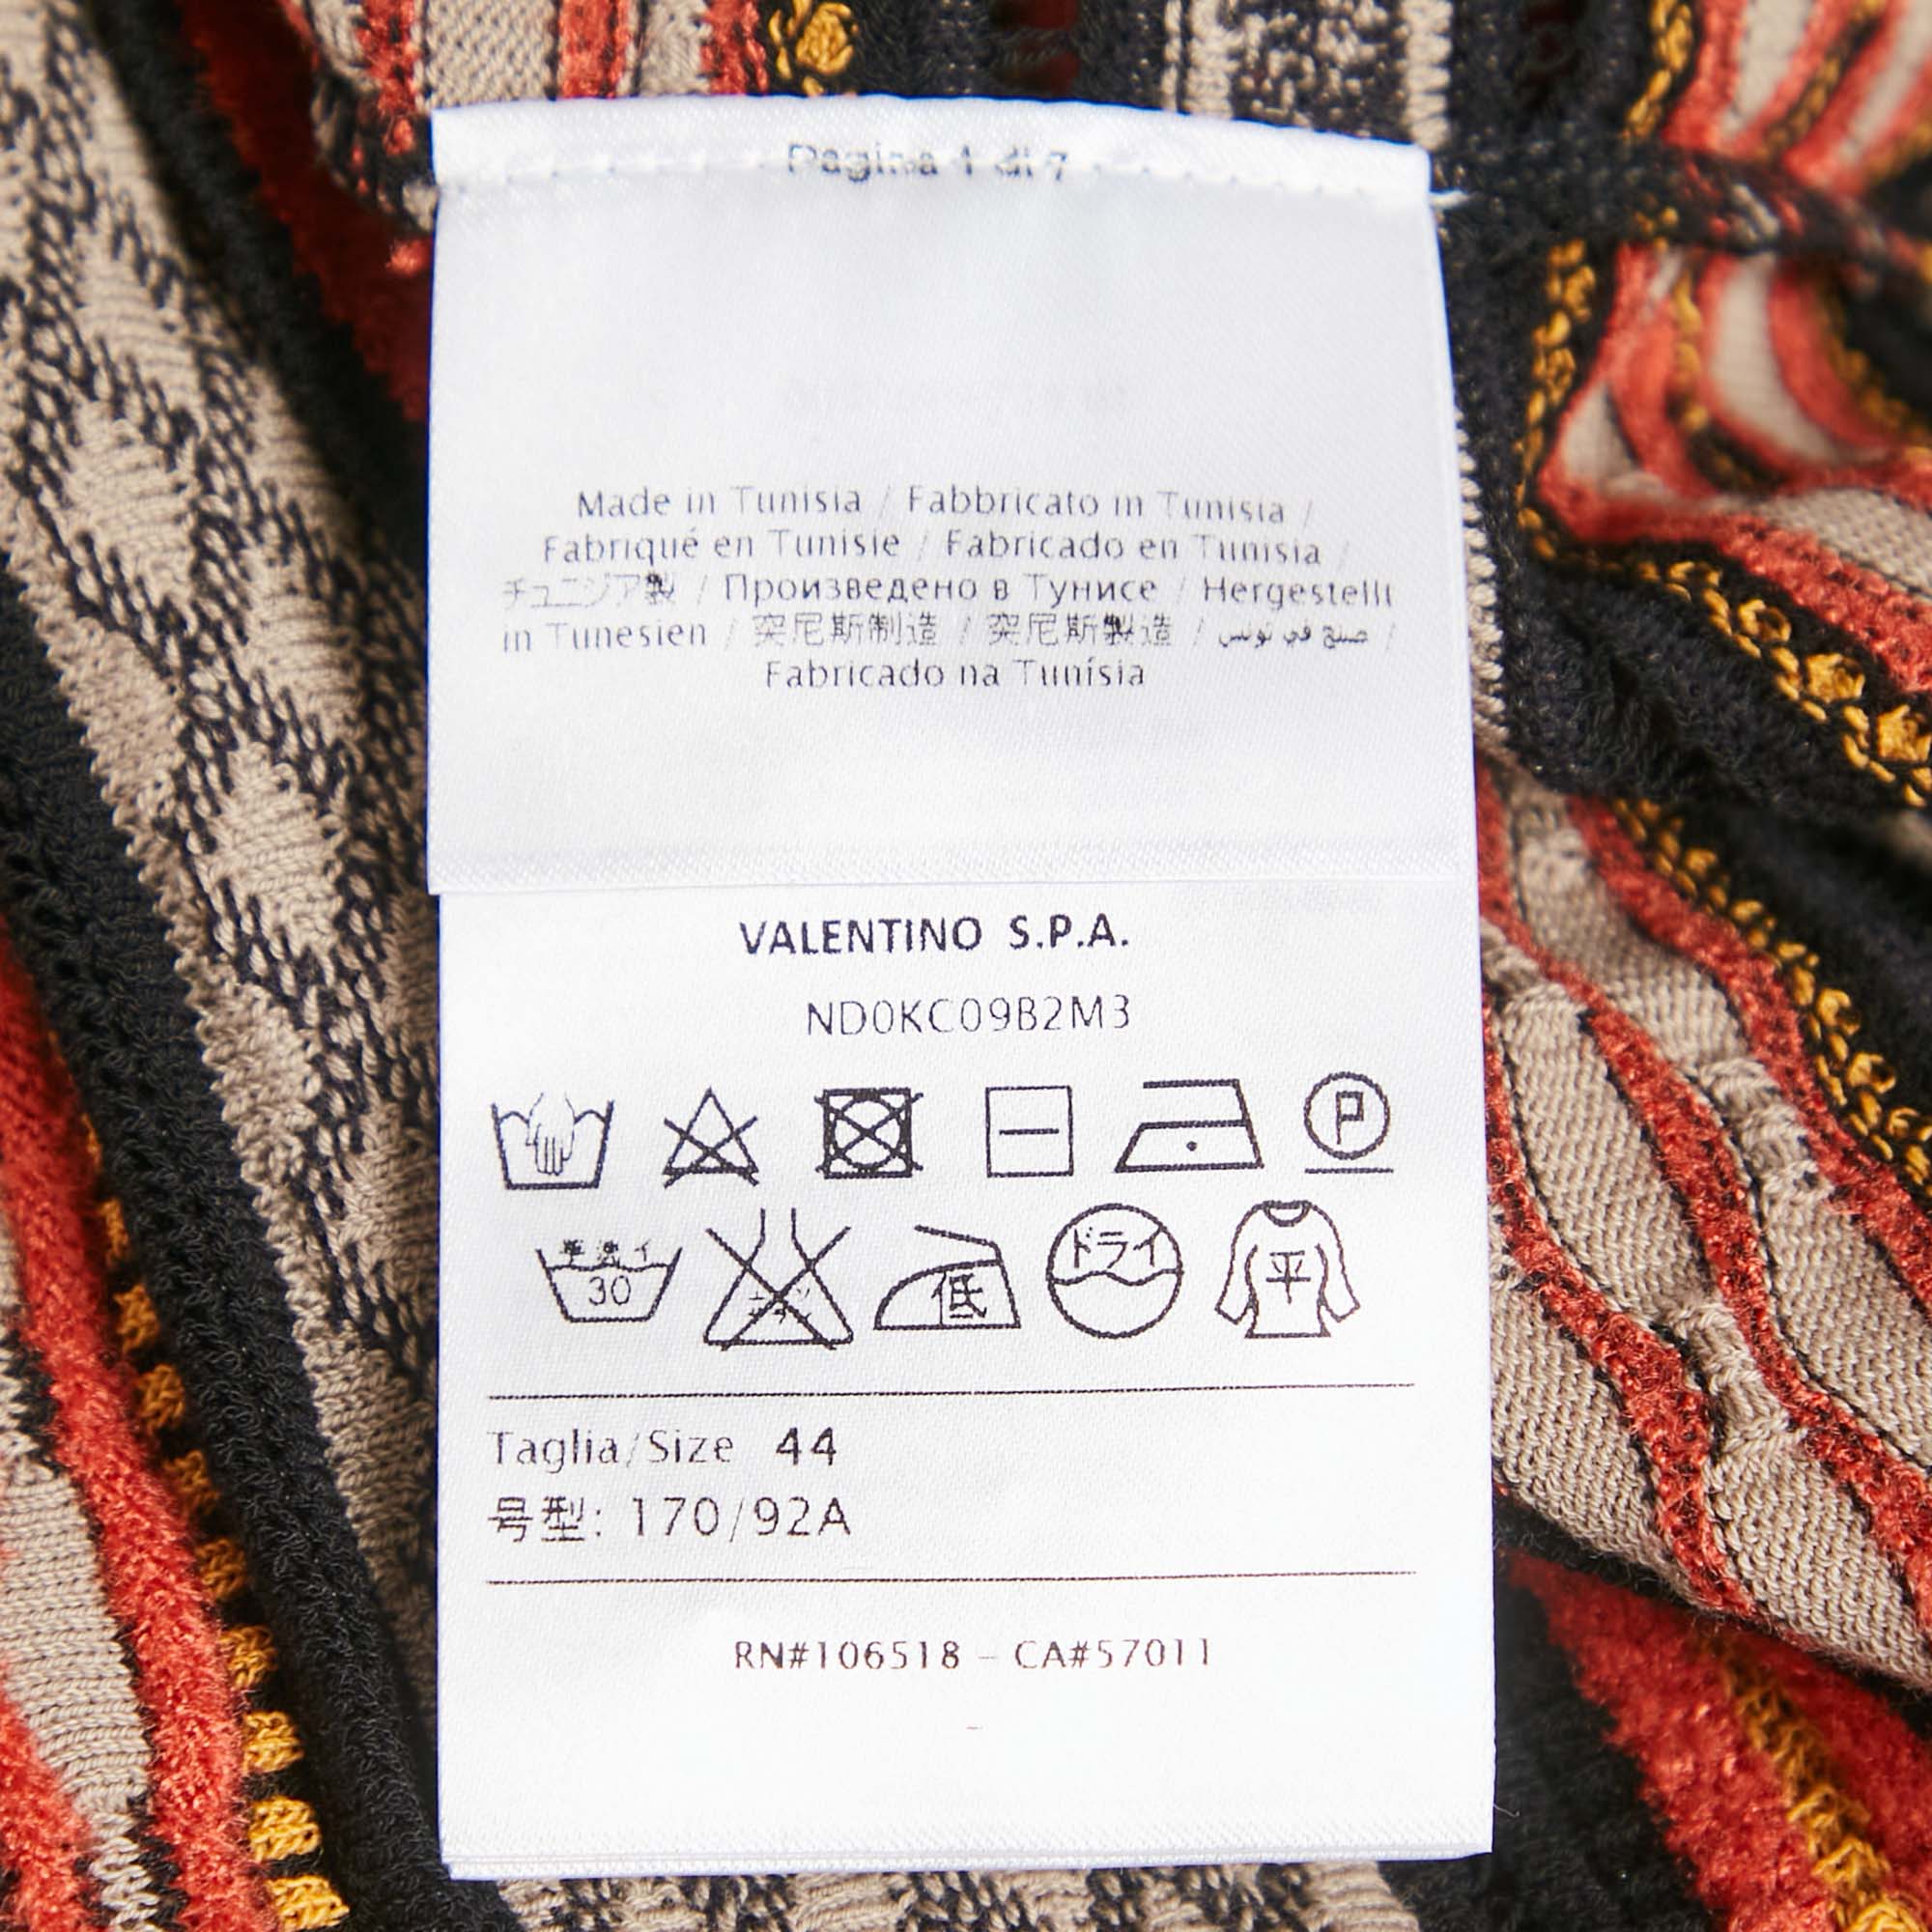 Pagina 1 di 7
Made in Tunisia / Fabbricato in Tunisia /
Fabriqué en Tunisie / Fabricado en Tunisia /
チュニジア製 / Произведено в Тунисе / Hergestellt
in Tunesien / 突尼斯制造 / 突尼斯製造 / صنع في تونس /
Fabricado na Tunísia
VALENTINO S.P.A.
ND0KC09B2M3
P
30
低
ドライ
平
Taglia/Size 44
号型: 170/92A
RN#106518 - CA#57011